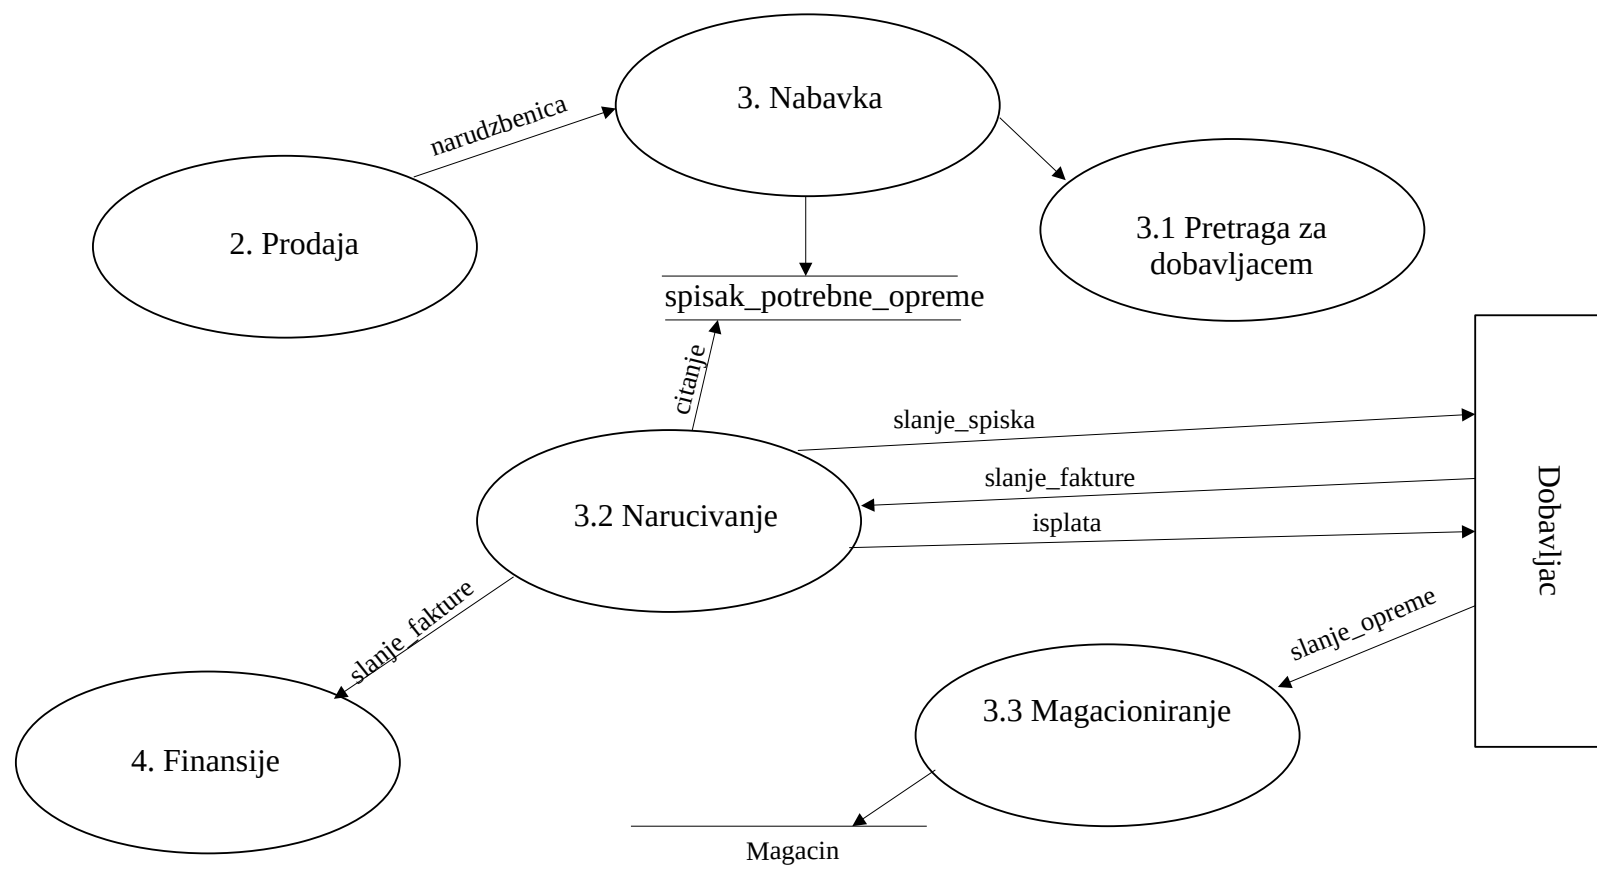 3. Nabavka
narudzbenica
2. Prodaja
3.1 Pretraga za
dobavljacem
spisak_potrebne_opreme
citanje
slanje_spiska
slanje_fakture
3.2 Narucivanje
isplata
Dobavljac
slanje_fakture
slanje_opreme
3.3 Magacioniranje
4. Finansije
Magacin